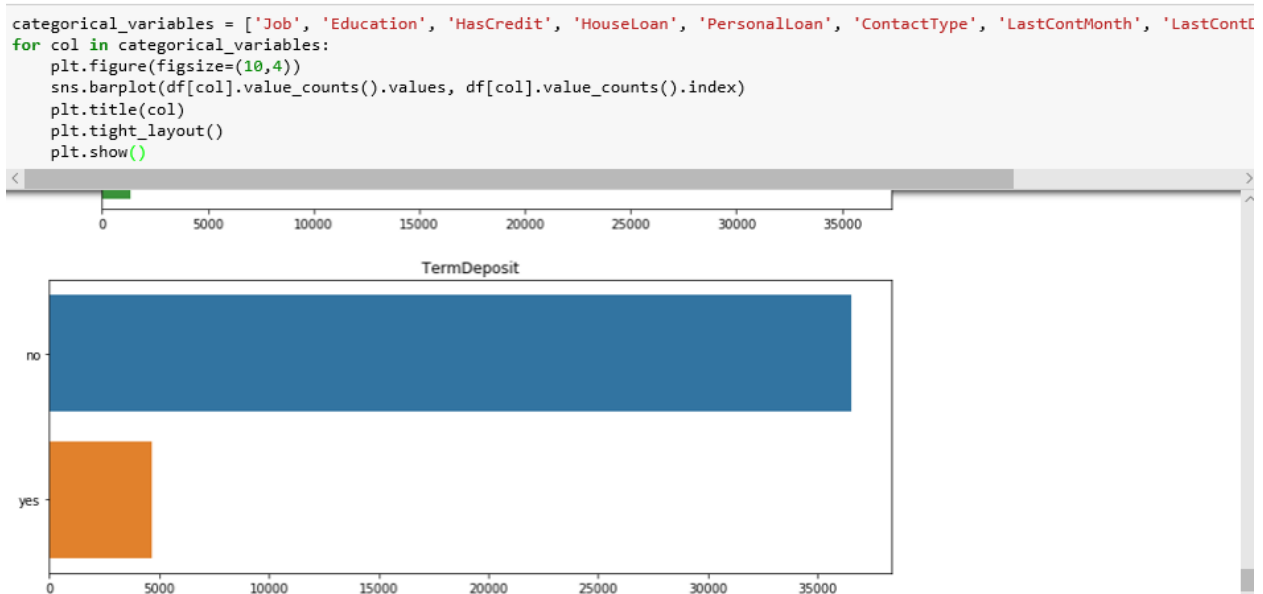 categorical_variables = ['Job', 'Education', 'HasCredit', 'HouseLoan', 'PersonalLoan', 'ContactType', 'LastContMonth', 'LastContD
for col in categorical_variables:
    plt.figure(figsize=(10,4))
    sns.barplot(df[col].value_counts().values, df[col].value_counts().index)
    plt.title(col)
    plt.tight_layout()
    plt.show()
0 5000 10000 15000 20000 25000 30000 35000
TermDeposit
no
yes
0 5000 10000 15000 20000 25000 30000 35000